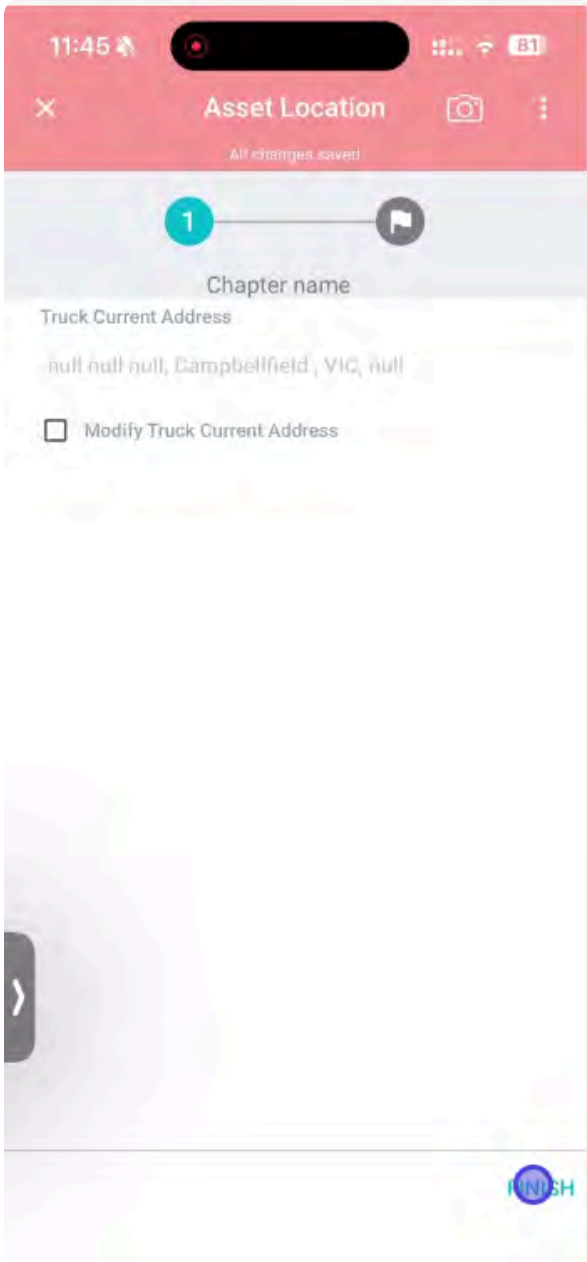 11:45
81
Asset Location
All changes saved
1
Chapter name
Truck Current Address
null null null, Campbellfield , VIC, null
Modify Truck Current Address
FINISH